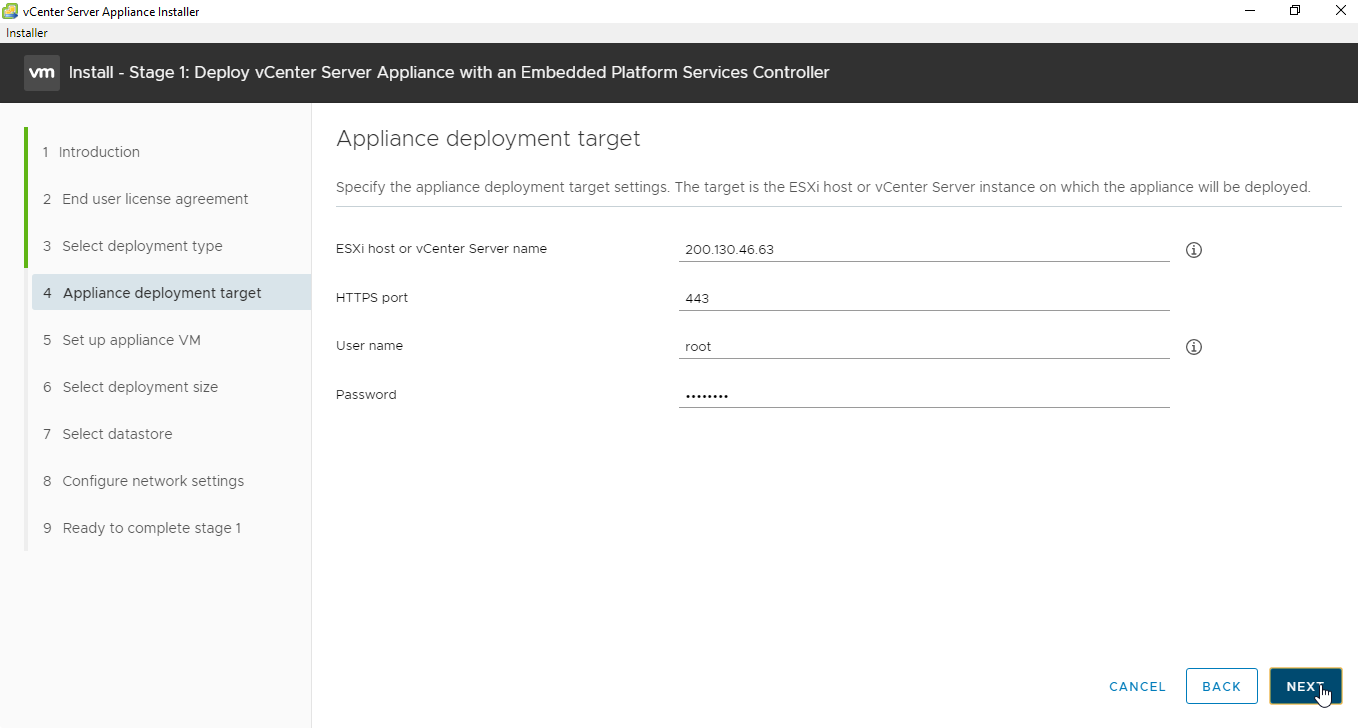 vCenter Server Appliance Installer
Installer
vm Install - Stage 1: Deploy vCenter Server Appliance with an Embedded Platform Services Controller
1 Introduction
2 End user license agreement
3 Select deployment type
4 Appliance deployment target
5 Set up appliance VM
6 Select deployment size
7 Select datastore
8 Configure network settings
9 Ready to complete stage 1
Appliance deployment target
Specify the appliance deployment target settings. The target is the ESXi host or vCenter Server instance on which the appliance will be deployed.
ESXi host or vCenter Server name 200.130.46.63
HTTPS port 443
User name root
Password ••••••••
CANCEL BACK NEXT